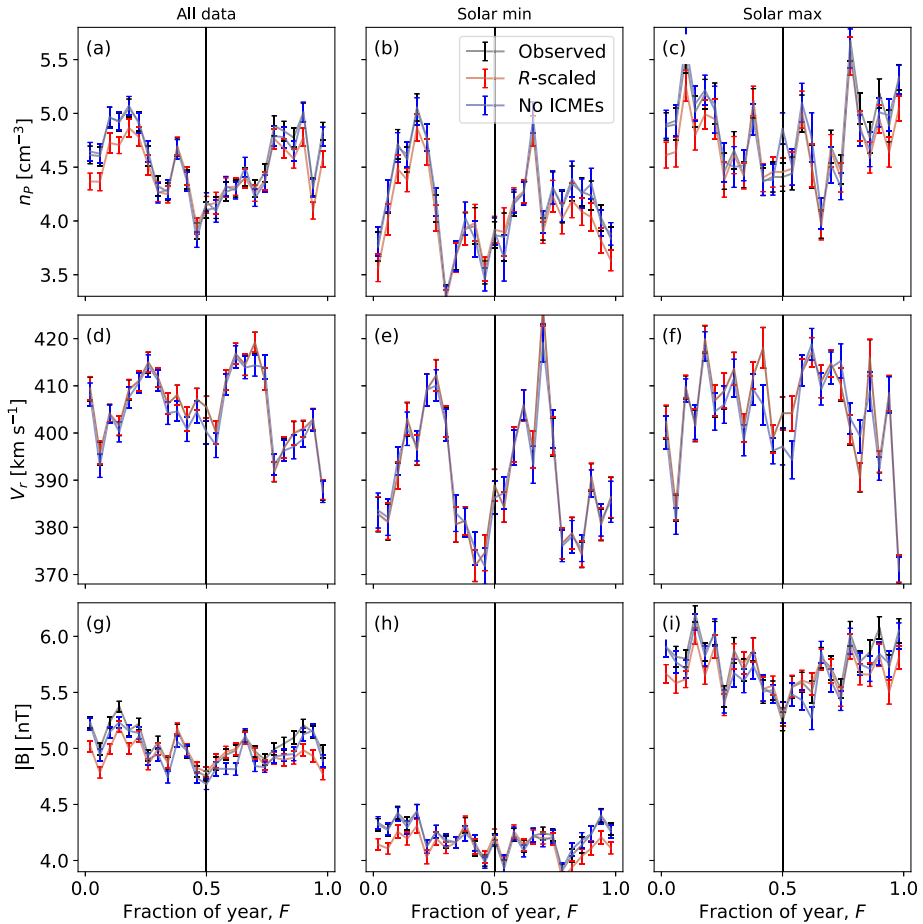 All data
Solar min
Solar max
(a)
(b)
(c)
Observed
R-scaled
No ICMEs
n_P [cm⁻³]
5.5
5.0
4.5
4.0
3.5
(d)
(e)
(f)
V_r [km s⁻¹]
420
410
400
390
380
370
(g)
(h)
(i)
|B| [nT]
6.0
5.5
5.0
4.5
4.0
0.0
0.5
1.0
0.0
0.5
1.0
0.0
0.5
1.0
Fraction of year, F
Fraction of year, F
Fraction of year, F